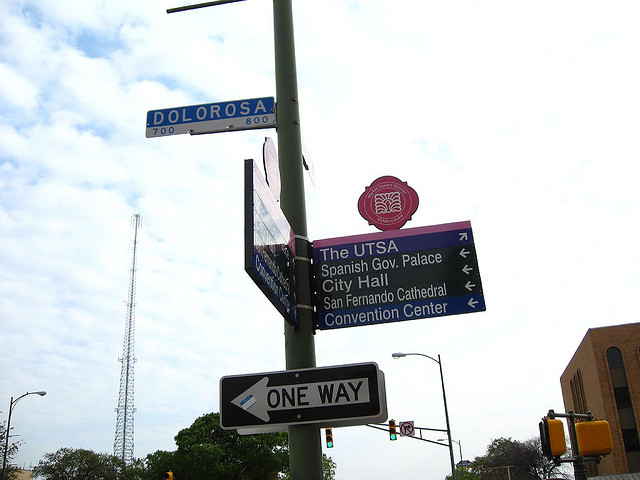 DOLOROSA
700 800
The UTSA
Spanish Gov. Palace
City Hall
San Fernando Cathedral
Convention Center
ONE WAY